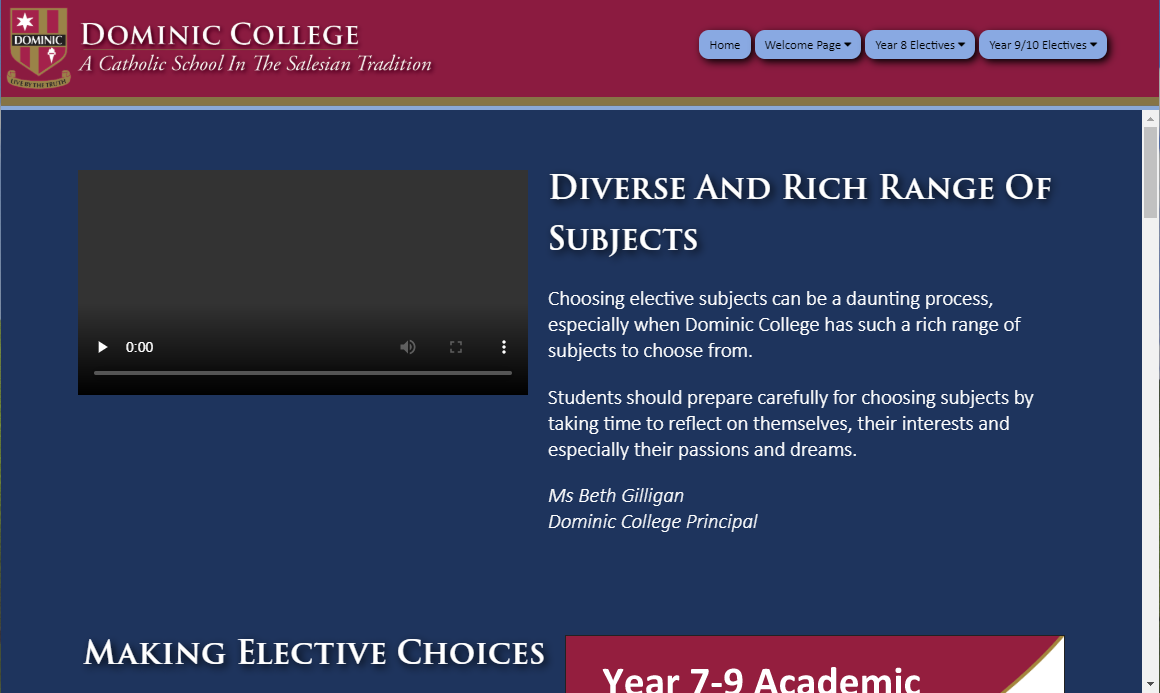 DOMINIC
LIVE BY THE TRUTH
Dominic College
A Catholic School In The Salesian Tradition
Home
Welcome Page
Year 8 Electives
Year 9/10 Electives
Diverse And Rich Range Of
Subjects
0:00
Choosing elective subjects can be a daunting process,
especially when Dominic College has such a rich range of
subjects to choose from.
Students should prepare carefully for choosing subjects by
taking time to reflect on themselves, their interests and
especially their passions and dreams.
Ms Beth Gilligan
Dominic College Principal
Making Elective Choices
Year 7-9 Academic